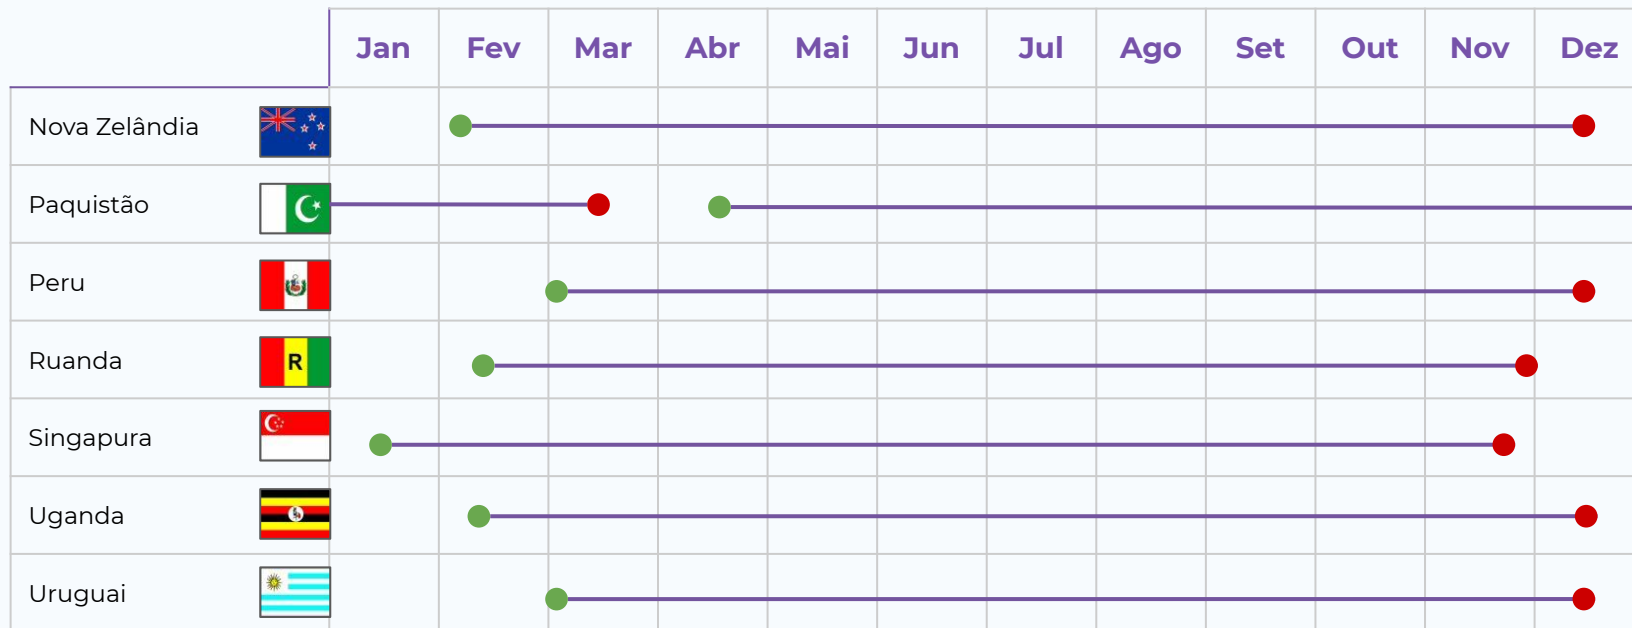 Jan Fev Mar Abr Mai Jun Jul Ago Set Out Nov Dez
Nova Zelândia
Paquistão
Peru
Ruanda
R
Singapura
Uganda
Uruguai